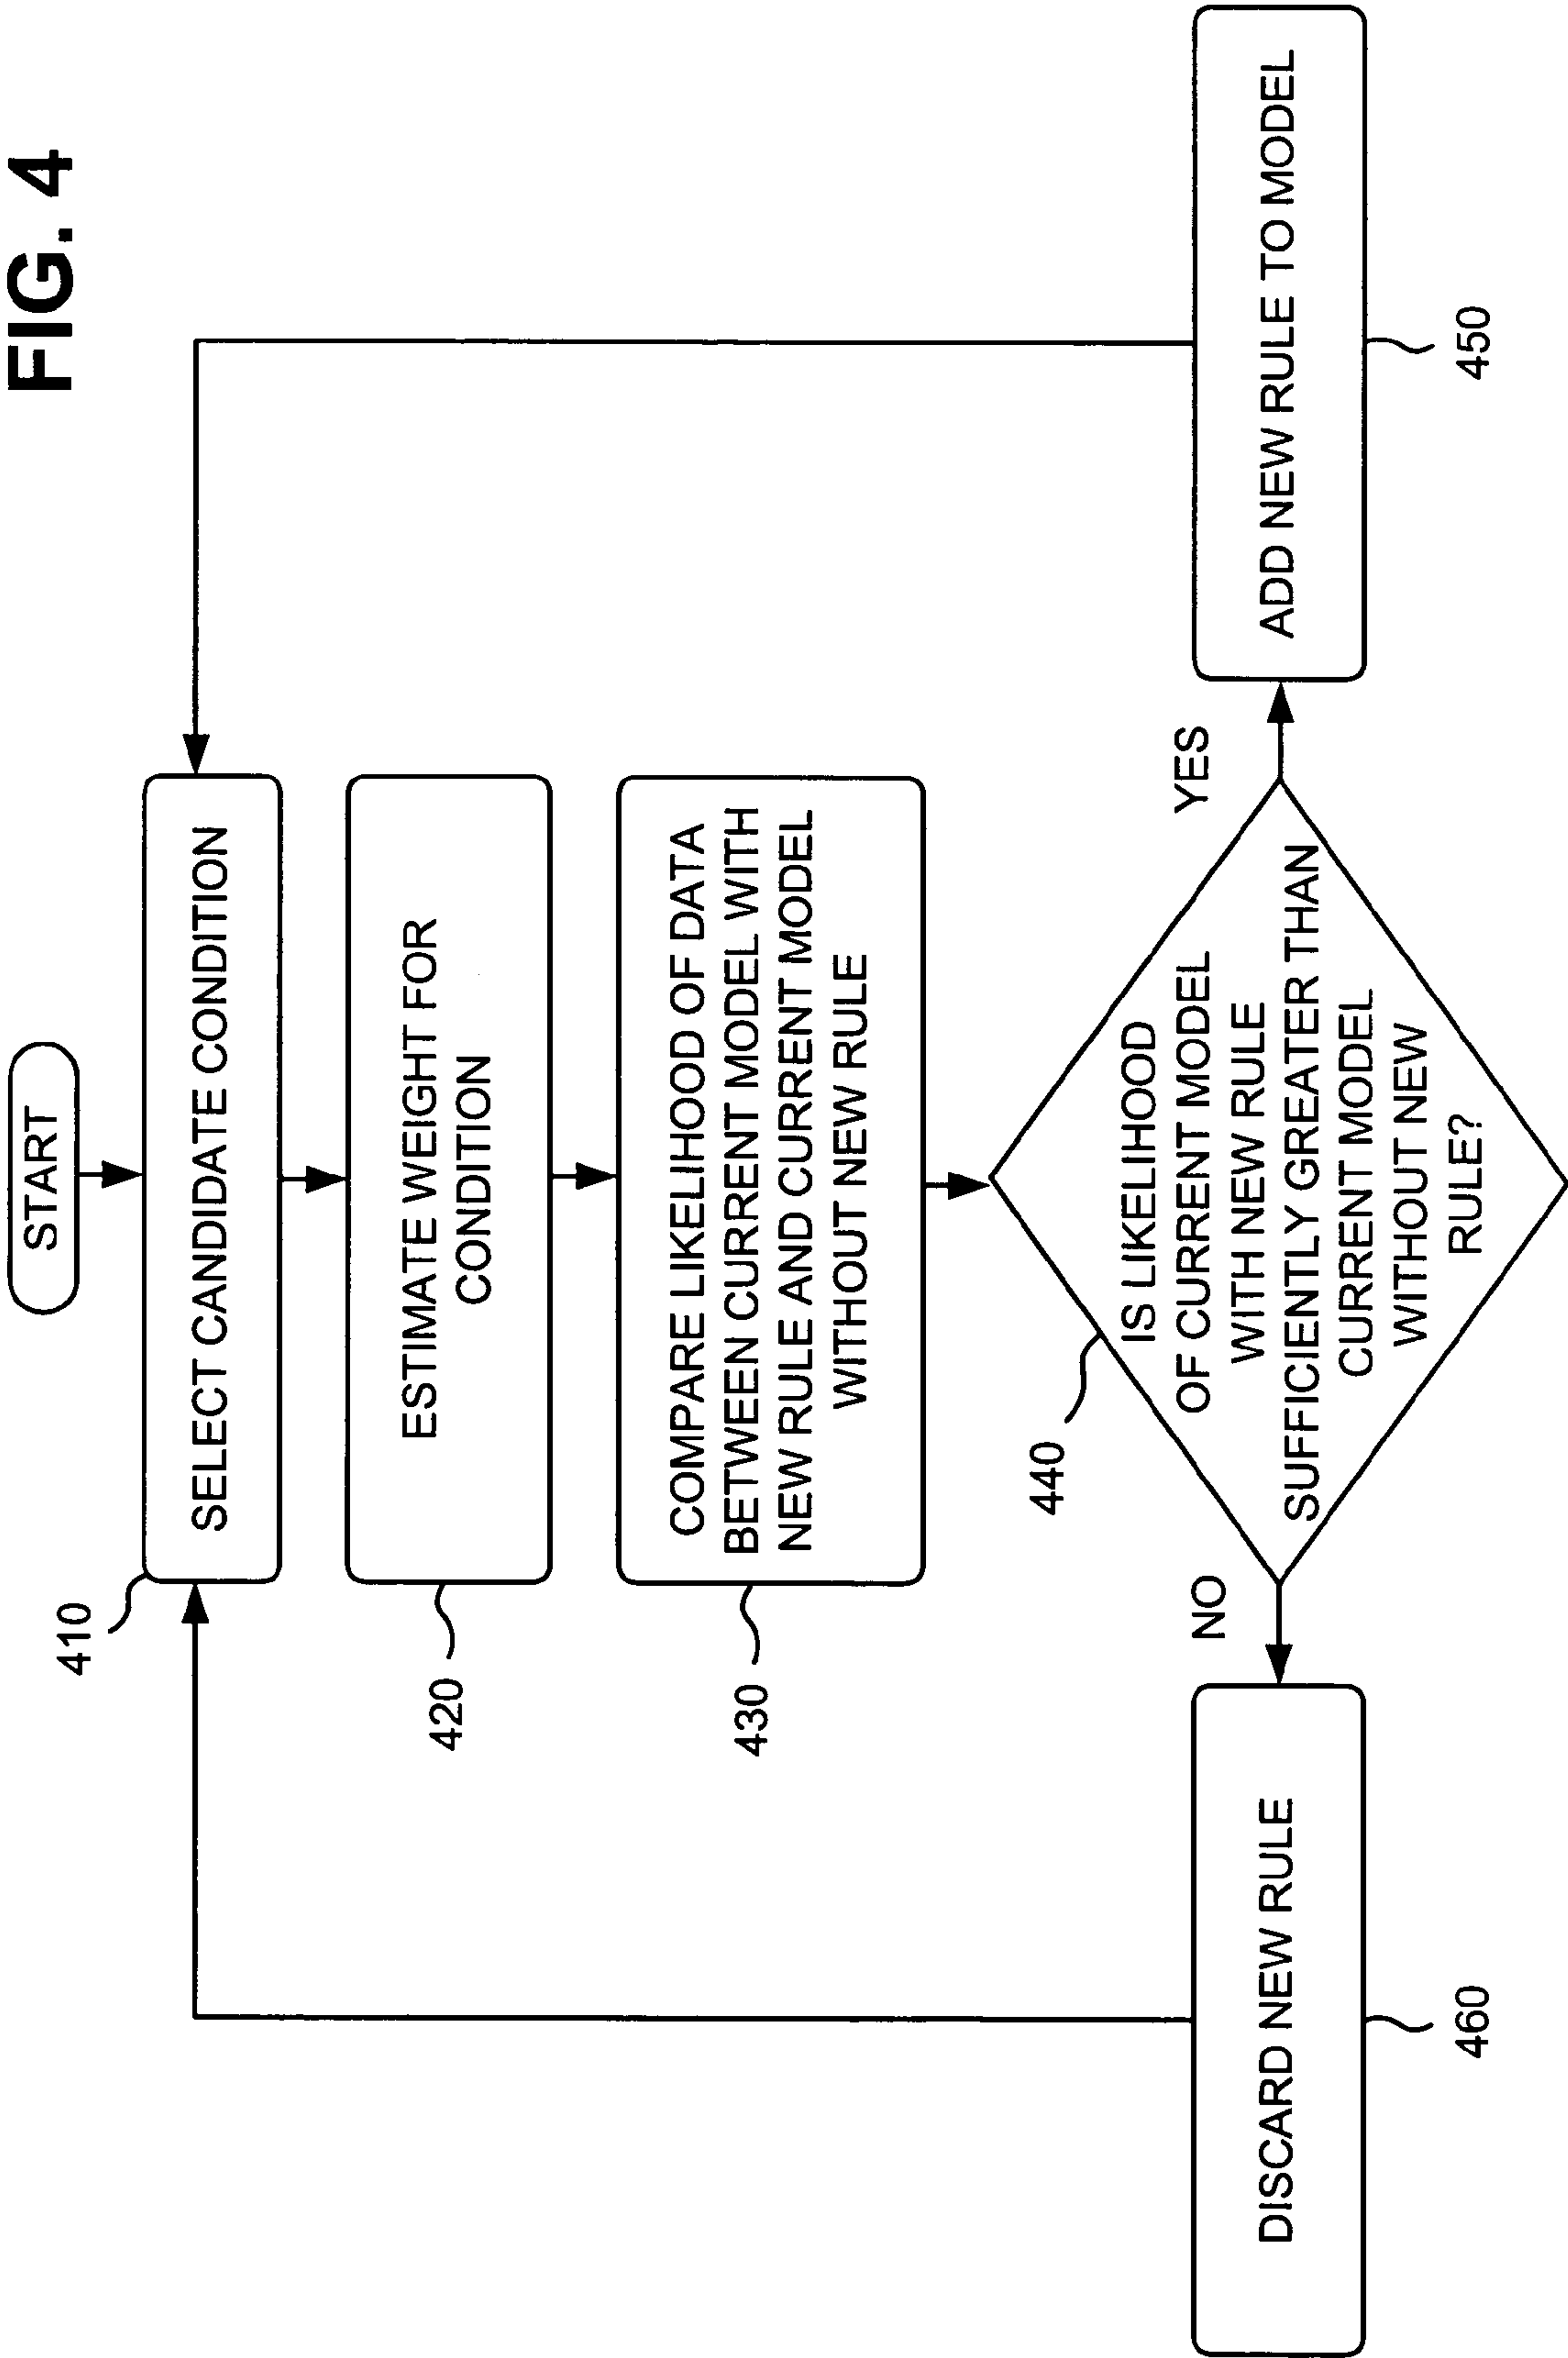 FIG. 4
START
410
SELECT CANDIDATE CONDITION
420
ESTIMATE WEIGHT FOR
CONDITION
430
COMPARE LIKELIHOOD OF DATA
BETWEEN CURRENT MODEL WITH
NEW RULE AND CURRENT MODEL
WITHOUT NEW RULE
440
IS LIKELIHOOD
OF CURRENT MODEL
WITH NEW RULE
SUFFICIENTLY GREATER THAN
CURRENT MODEL
WITHOUT NEW
RULE?
NO
YES
DISCARD NEW RULE
460
ADD NEW RULE TO MODEL
450